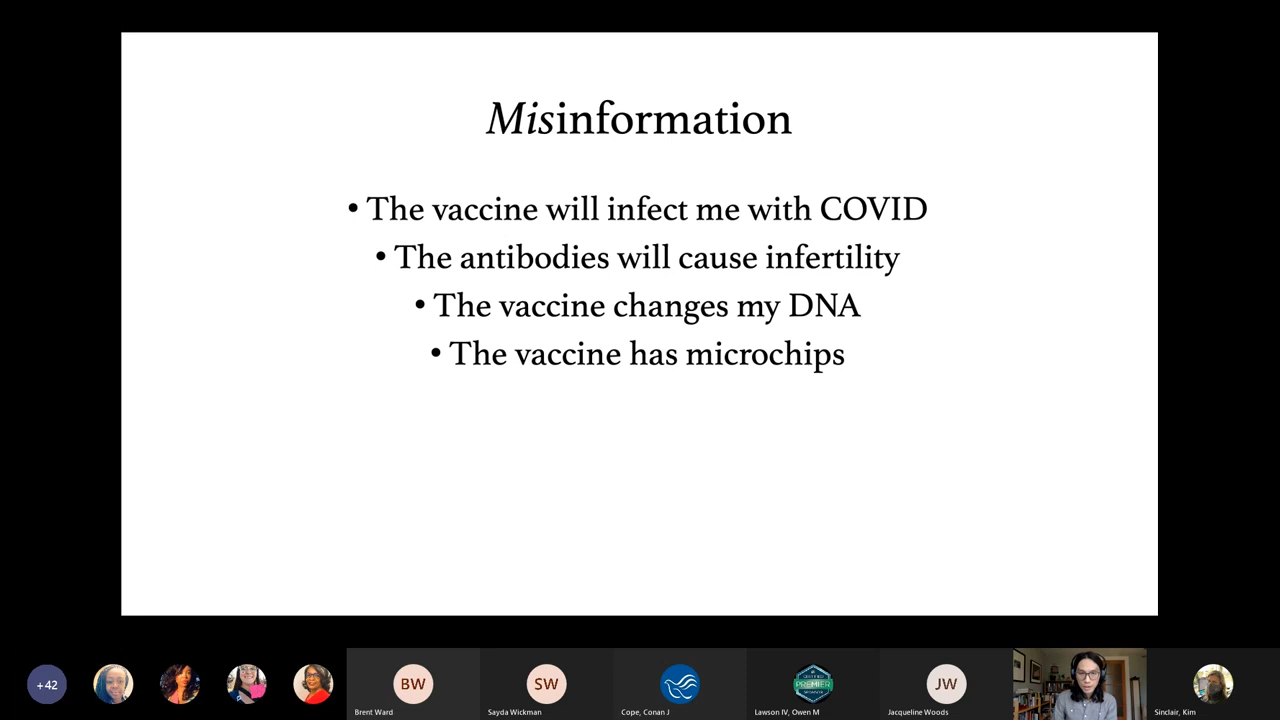 Misinformation
• The vaccine will infect me with COVID
• The antibodies will cause infertility
• The vaccine changes my DNA
• The vaccine has microchips
+42
BW
SW
PREMIER
JW
Brent Ward
Sayda Wickman
Cope, Conan J
Lawson IV, Owen M
Jacqueline Woods
Sinclair, Kim